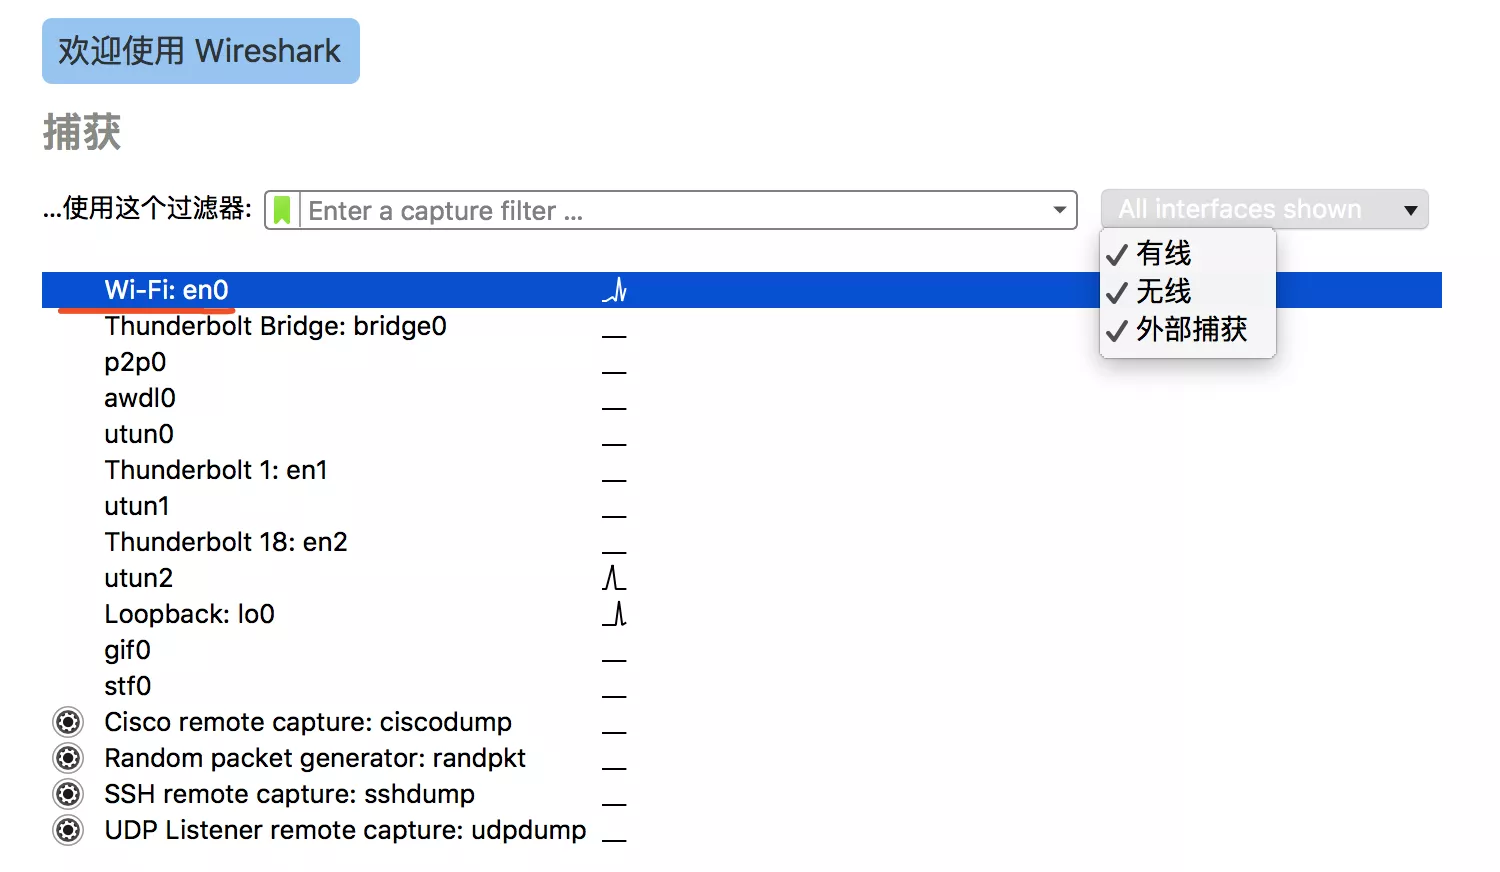 欢迎使用 Wireshark
捕获
...使用这个过滤器: Enter a capture filter ... All interfaces shown
有线
无线
外部捕获
Wi-Fi: en0
Thunderbolt Bridge: bridge0
p2p0
awdl0
utun0
Thunderbolt 1: en1
utun1
Thunderbolt 18: en2
utun2
Loopback: lo0
gif0
stf0
Cisco remote capture: ciscodump
Random packet generator: randpkt
SSH remote capture: sshdump
UDP Listener remote capture: udpdump